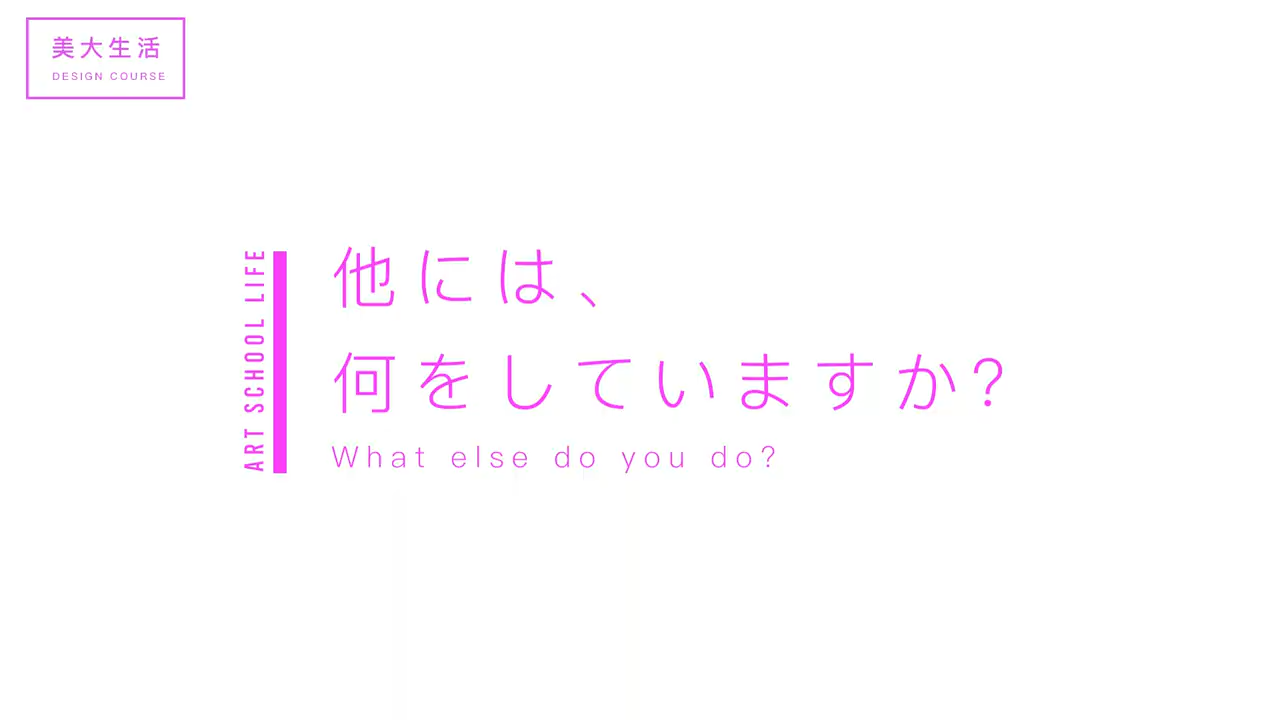 美大生活
DESIGN COURSE
ART SCHOOL LIFE
他には、
何をしていますか?
What else do you do?